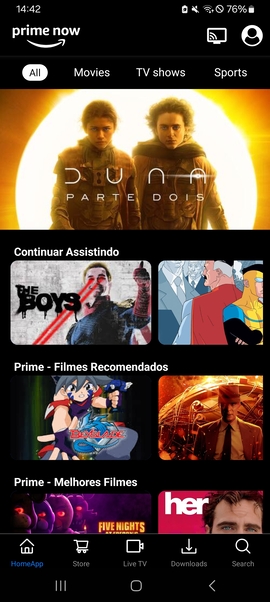 14:42
76%
prime now
All Movies TV shows Sports
DUNA
PARTE DOIS
Continuar Assistindo
THE BOYS
Prime - Filmes Recomendados
Prime - Melhores Filmes
FIVE NIGHTS
her
HomeApp Store Live TV Downloads Search